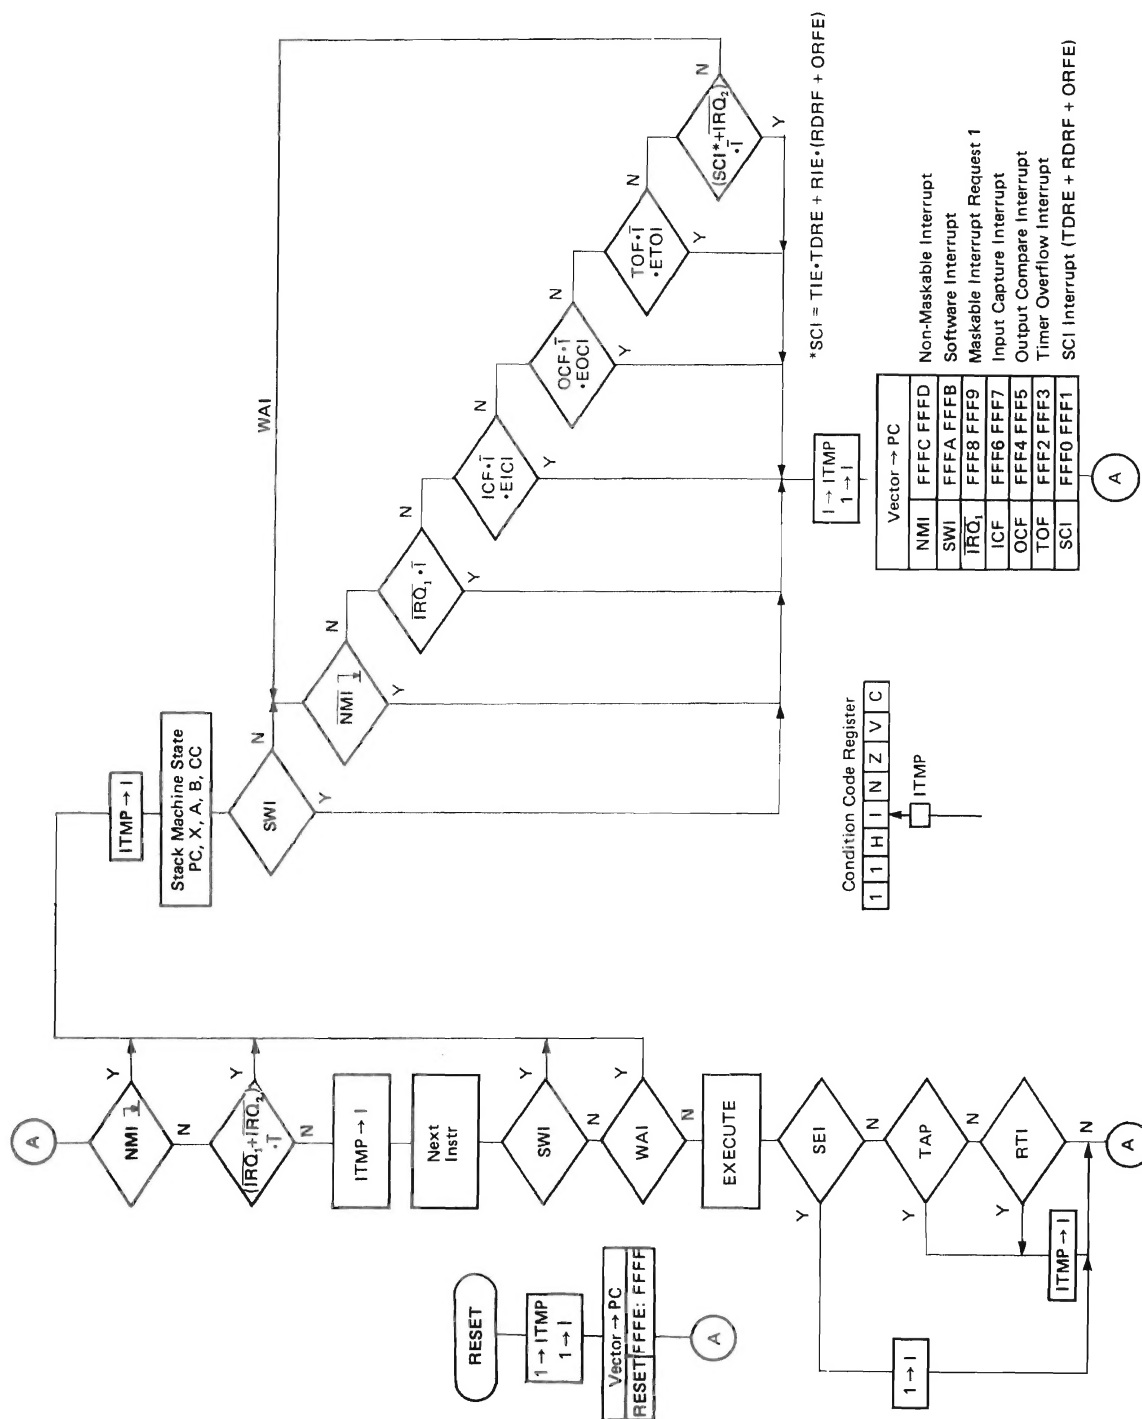 RESET
1 → ITMP
1 → I
Vector → PC
RESET FFFE: FFFF
A
A
NMI
Y
N
(IRQ₁+IRQ₂)
•I̅
Y
N
ITMP → I
Next
Instr
SWI
Y
N
WAI
Y
N
EXECUTE
SEI
Y
N
TAP
Y
N
RTI
Y
N
1 → I
ITMP → I
A
ITMP → I
Stack Machine State
PC, X, A, B, CC
SWI
N
Y
WAI
N̅M̅I̅
N
Y
I̅R̅Q̅₁•I̅
N
Y
ICF•I̅
•EICI
N
Y
OCF•I̅
•EOCI
N
Y
TOF•I̅
•ETOI
N
Y
(SCI*+I̅R̅Q̅₂)
•I̅
N
Y
*SCI = TIE•TDRE + RIE•(RDRF + ORFE)
I → ITMP
1 → I
Vector → PC
NMI FFFC FFFD Non-Maskable Interrupt
SWI FFFA FFFB Software Interrupt
I̅R̅Q̅₁ FFF8 FFF9 Maskable Interrupt Request 1
ICF FFF6 FFF7 Input Capture Interrupt
OCF FFF4 FFF5 Output Compare Interrupt
TOF FFF2 FFF3 Timer Overflow Interrupt
SCI FFF0 FFF1 SCI Interrupt (TDRE + RDRF + ORFE)
A
Condition Code Register
1 1 H I N Z V C
ITMP